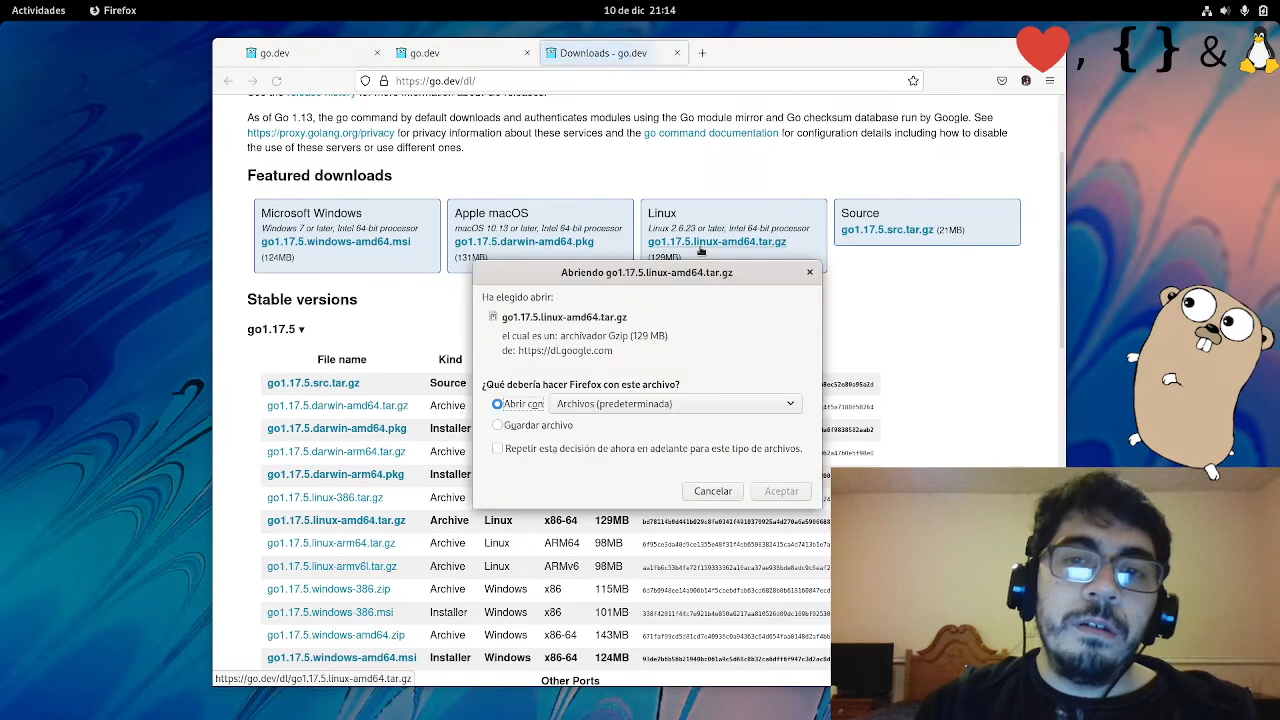 Actividades
Firefox
10 de dic 21:14
go.dev
go.dev
Downloads - go.dev
https://go.dev/dl/
, { } &
As of Go 1.13, the go command by default downloads and authenticates modules using the Go module mirror and Go checksum database run by Google. See
https://proxy.golang.org/privacy for privacy information about these services and the go command documentation for configuration details including how to disable
the use of these servers or use different ones.
Featured downloads
Microsoft Windows
Windows 7 or later, Intel 64-bit processor
go1.17.5.windows-amd64.msi
(124MB)
Apple macOS
macOS 10.13 or later, Intel 64-bit processor
go1.17.5.darwin-amd64.pkg
(131MB)
Linux
Linux 2.6.23 or later, Intel 64-bit processor
go1.17.5.linux-amd64.tar.gz
(129MB)
Source
go1.17.5.src.tar.gz (21MB)
Abriendo go1.17.5.linux-amd64.tar.gz
Ha elegido abrir:
go1.17.5.linux-amd64.tar.gz
el cual es un: archivador Gzip (129 MB)
de: https://dl.google.com
¿Qué debería hacer Firefox con este archivo?
Abrir con
Archivos (predeterminada)
Guardar archivo
Repetir esta decisión de ahora en adelante para este tipo de archivos.
Cancelar
Aceptar
Stable versions
go1.17.5 ▾
File name Kind
go1.17.5.src.tar.gz Source
go1.17.5.darwin-amd64.tar.gz Archive
go1.17.5.darwin-amd64.pkg Installer
go1.17.5.darwin-arm64.tar.gz Archive
go1.17.5.darwin-arm64.pkg Installer
go1.17.5.linux-386.tar.gz Archive
go1.17.5.linux-amd64.tar.gz Archive Linux x86-64 129MB
go1.17.5.linux-arm64.tar.gz Archive Linux ARM64 98MB
go1.17.5.linux-armv6l.tar.gz Archive Linux ARMv6 98MB
go1.17.5.windows-386.zip Archive Windows x86 115MB
go1.17.5.windows-386.msi Installer Windows x86 101MB
go1.17.5.windows-amd64.zip Archive Windows x86-64 143MB
go1.17.5.windows-amd64.msi Installer Windows x86-64 124MB
Other Ports
https://go.dev/dl/go1.17.5.linux-amd64.tar.gz